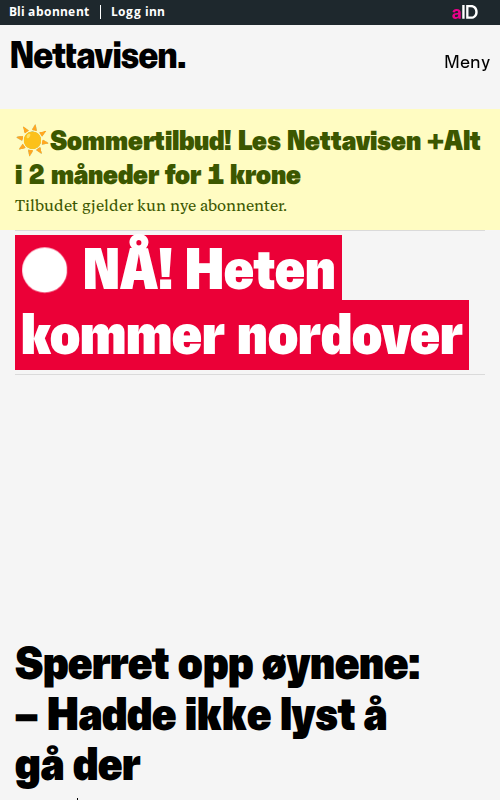 Bli abonnent | Logg inn
aID
Nettavisen.
Meny
☀️Sommertilbud! Les Nettavisen +Alt
i 2 måneder for 1 krone
Tilbudet gjelder kun nye abonnenter.
NÅ! Heten
kommer nordover
Sperret opp øynene:
– Hadde ikke lyst å
gå der